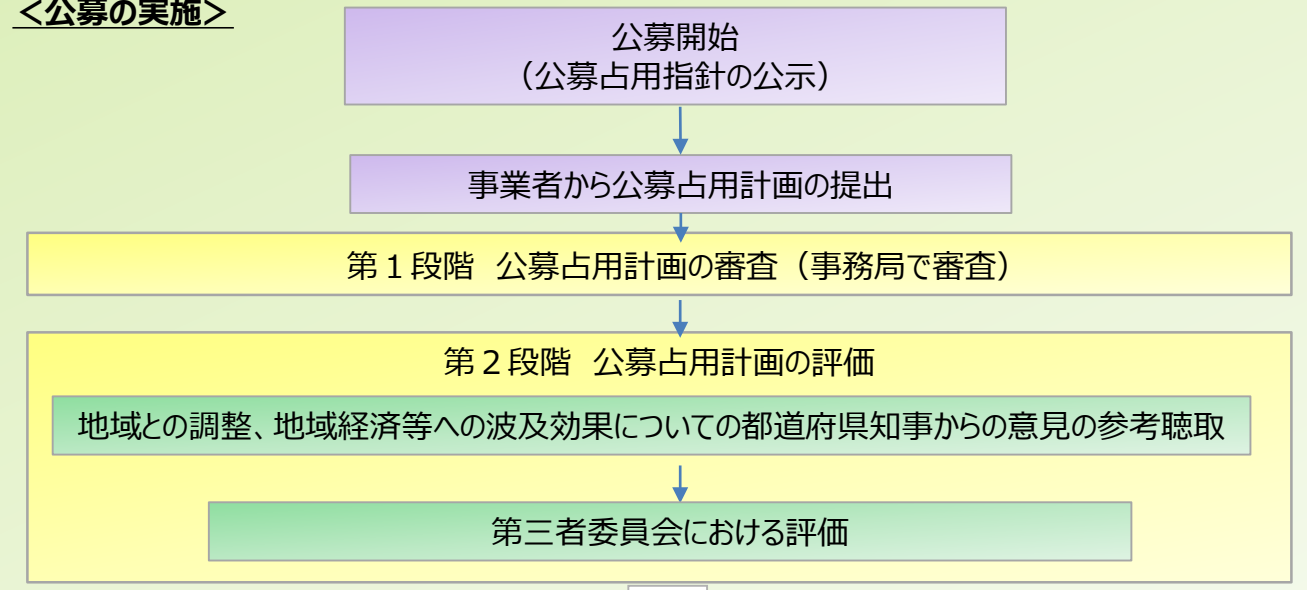 <公募の実施>
公募開始
（公募占用指針の公示）
事業者から公募占用計画の提出
第１段階 公募占用計画の審査（事務局で審査）
第２段階 公募占用計画の評価
地域との調整、地域経済等への波及効果についての都道府県知事からの意見の参考聴取
第三者委員会における評価